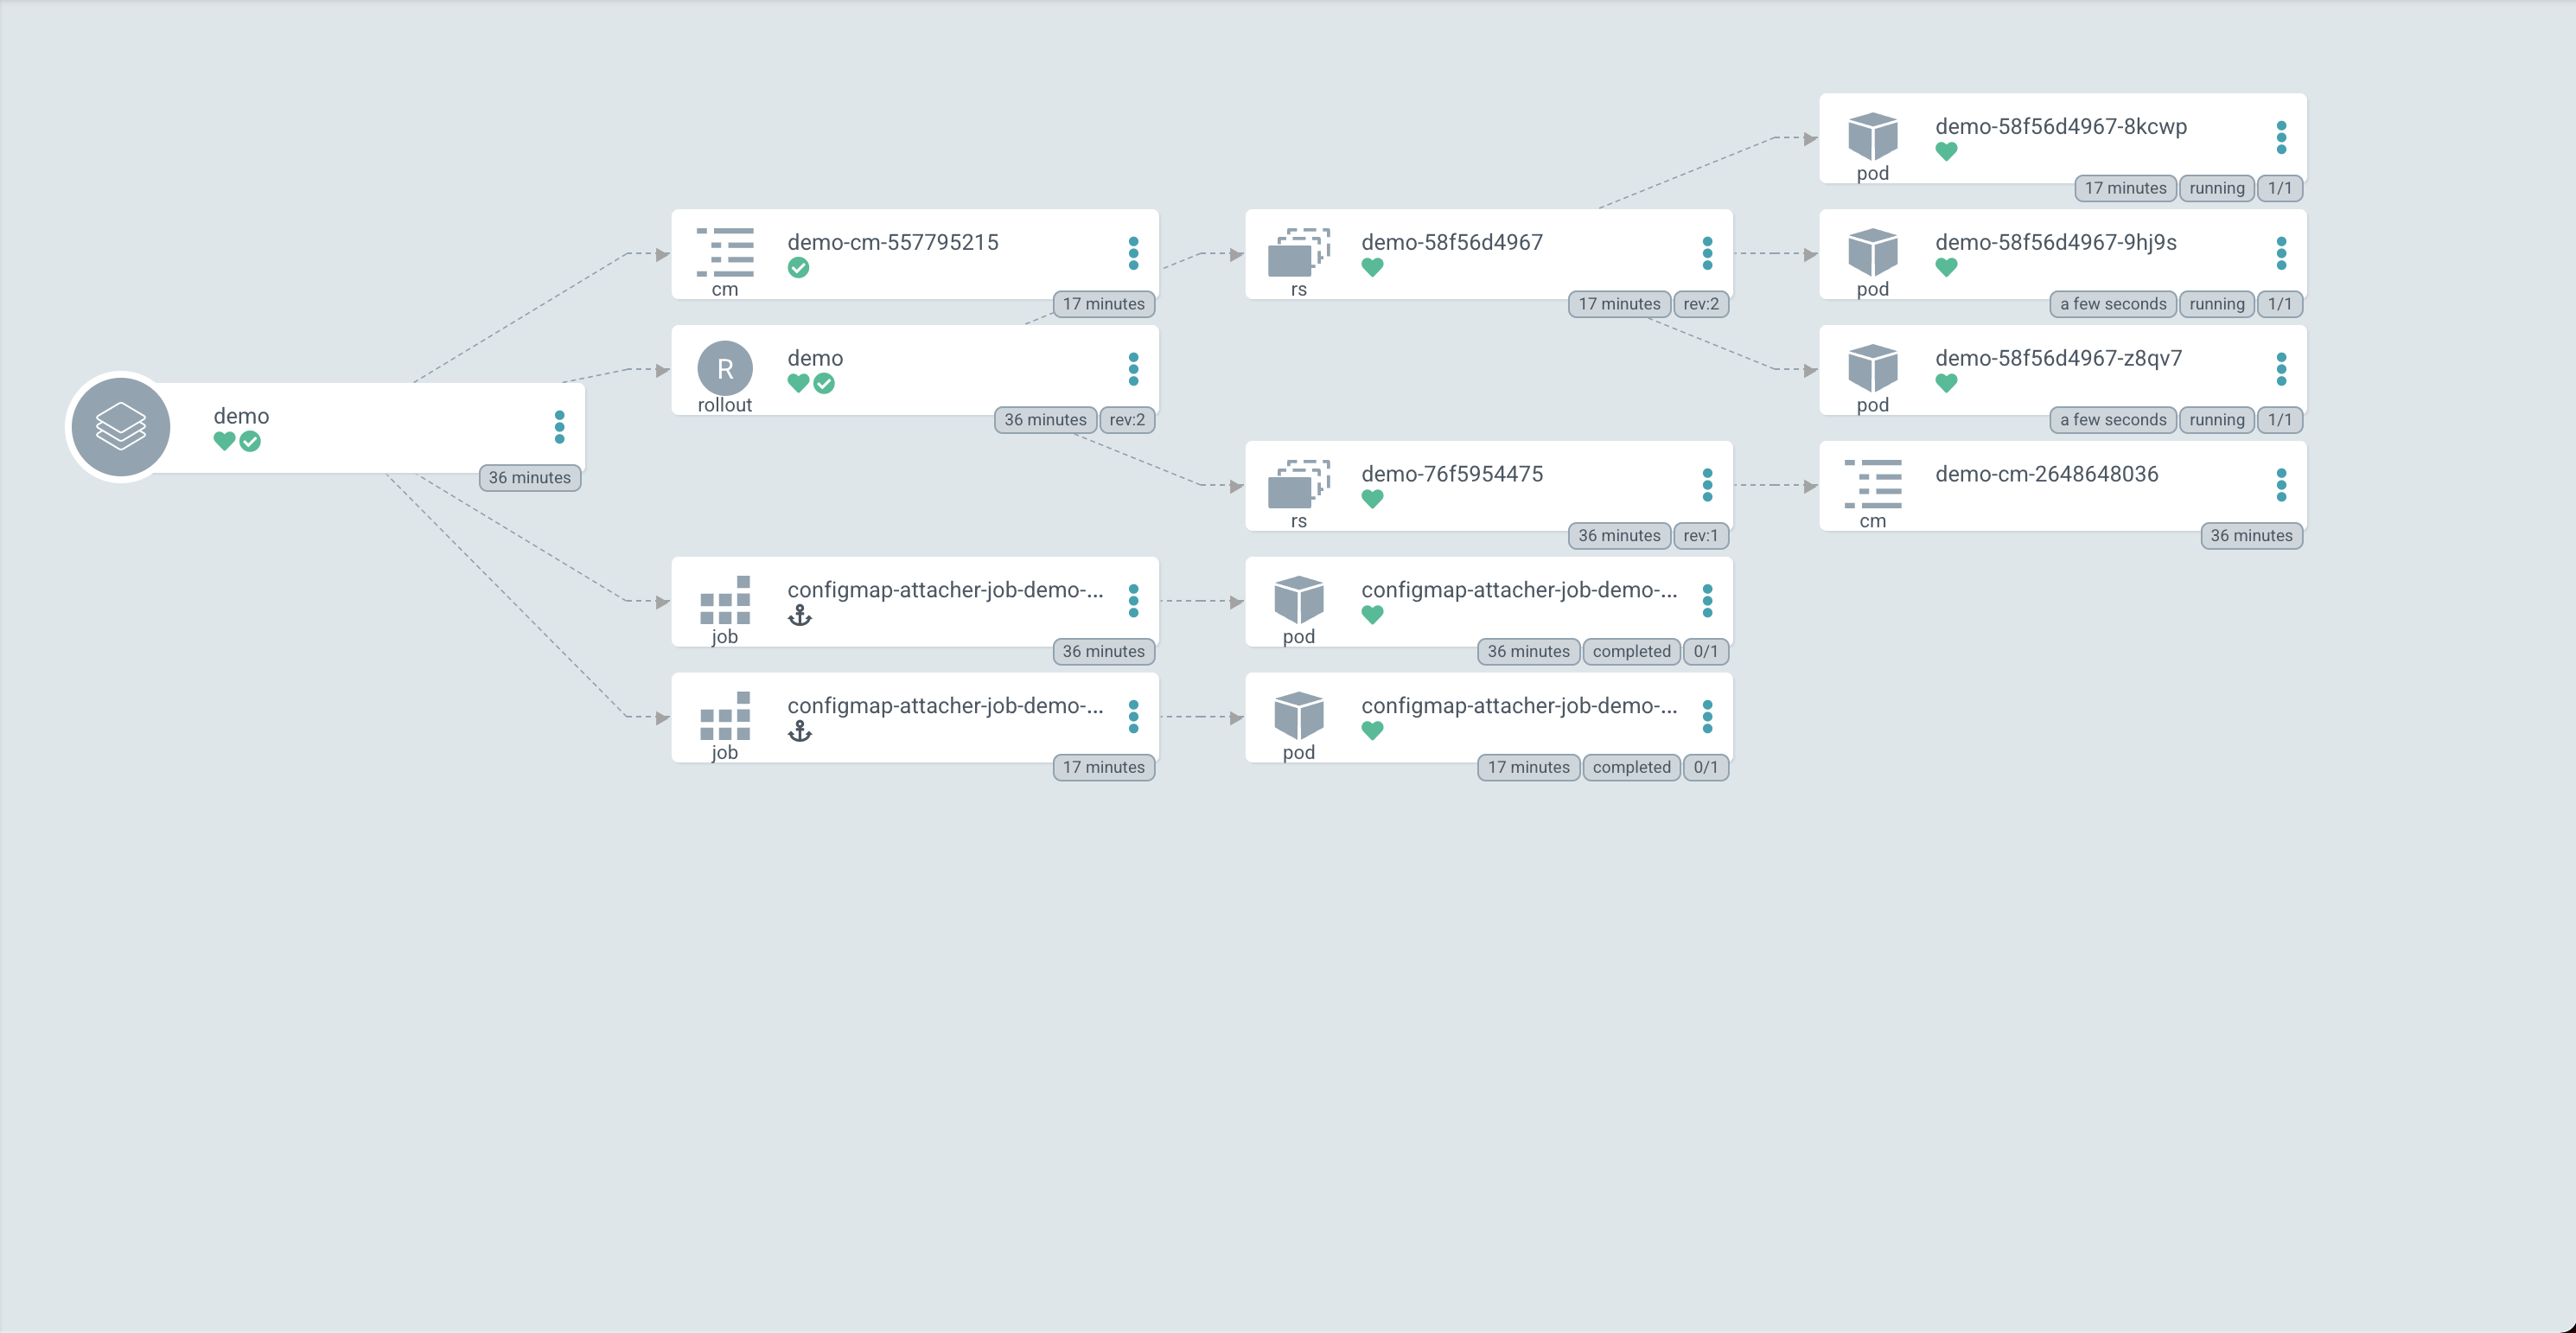 demo
36 minutes
demo-cm-557795215
cm
17 minutes
R
demo
rollout
36 minutes rev:2
configmap-attacher-job-demo-...
job
36 minutes
configmap-attacher-job-demo-...
job
17 minutes
demo-58f56d4967
rs
17 minutes rev:2
demo-76f5954475
rs
36 minutes rev:1
configmap-attacher-job-demo-...
pod
36 minutes completed 0/1
configmap-attacher-job-demo-...
pod
17 minutes completed 0/1
demo-58f56d4967-8kcwp
pod
17 minutes running 1/1
demo-58f56d4967-9hj9s
pod
a few seconds running 1/1
demo-58f56d4967-z8qv7
pod
a few seconds running 1/1
demo-cm-2648648036
cm
36 minutes